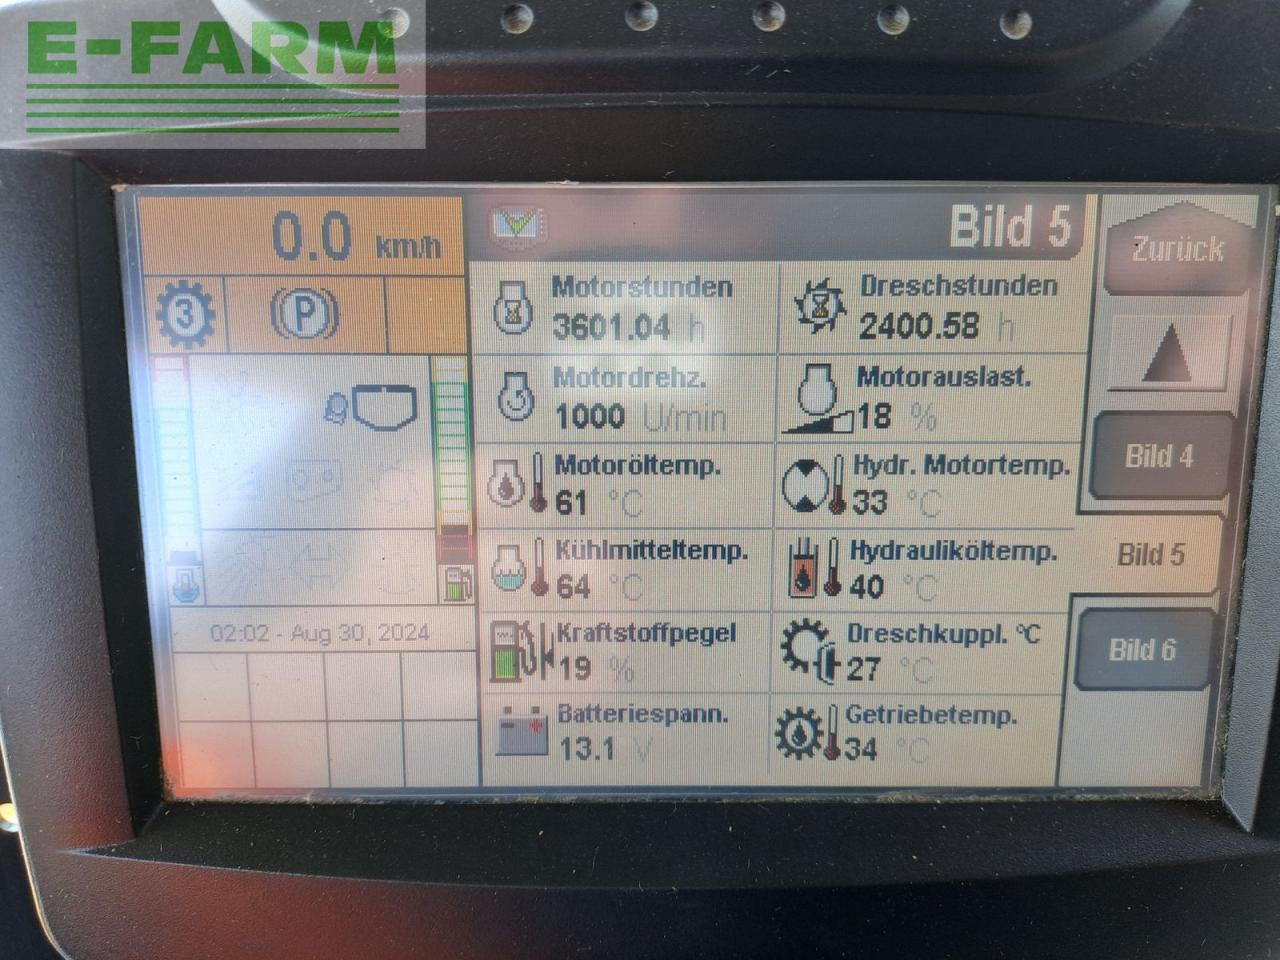 E-FARM
0.0 km/h
Bild 5
Zurück
3
P
Motorstunden
3601.04 h
Dreschstunden
2400.58 h
Motordrehz.
1000 U/min
Motorauslast.
18 %
Bild 4
Motoröltemp.
61 °C
Hydr. Motortemp.
33 °C
Bild 5
Kühlmitteltemp.
64 °C
Hydrauliköltemp.
40 °C
02:02 - Aug 30, 2024
Kraftstoffpegel
19 %
Dreschkuppl. °C
27 °C
Bild 6
Batteriespann.
13.1 V
Getriebetemp.
34 °C